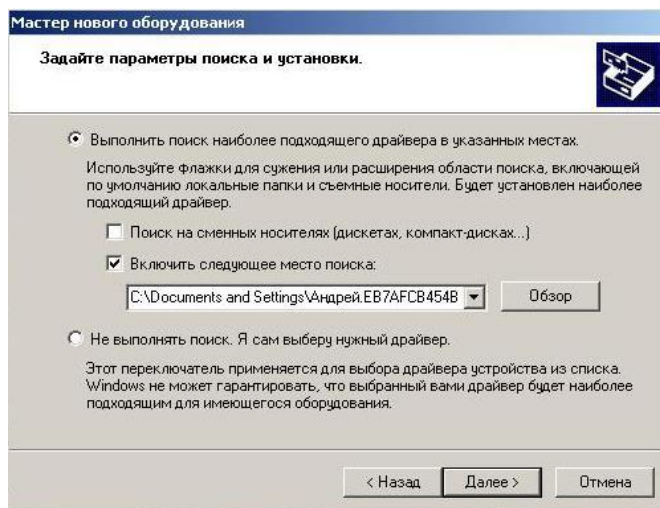 Мастер нового оборудования
Задайте параметры поиска и установки.
Выполнить поиск наиболее подходящего драйвера в указанных местах.
Используйте флажки для сужения или расширения области поиска, включающей
по умолчанию локальные папки и съемные носители. Будет установлен наиболее
подходящий драйвер.
Поиск на сменных носителях (дискетах, компакт-дисках...)
Включить следующее место поиска:
C:\Documents and Settings\Андрей.EB7AFCB454B
Обзор
Не выполнять поиск. Я сам выберу нужный драйвер.
Этот переключатель применяется для выбора драйвера устройства из списка.
Windows не может гарантировать, что выбранный вами драйвер будет наиболее
подходящим для имеющегося оборудования.
< Назад Далее > Отмена